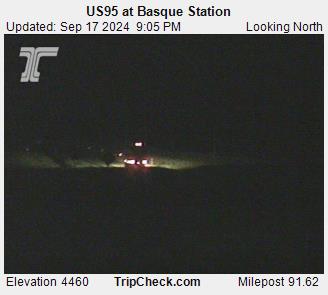 US95 at Basque Station
Updated: Sep 17 2024 9:05 PM Looking North
Elevation 4460 TripCheck.com Milepost 91.62